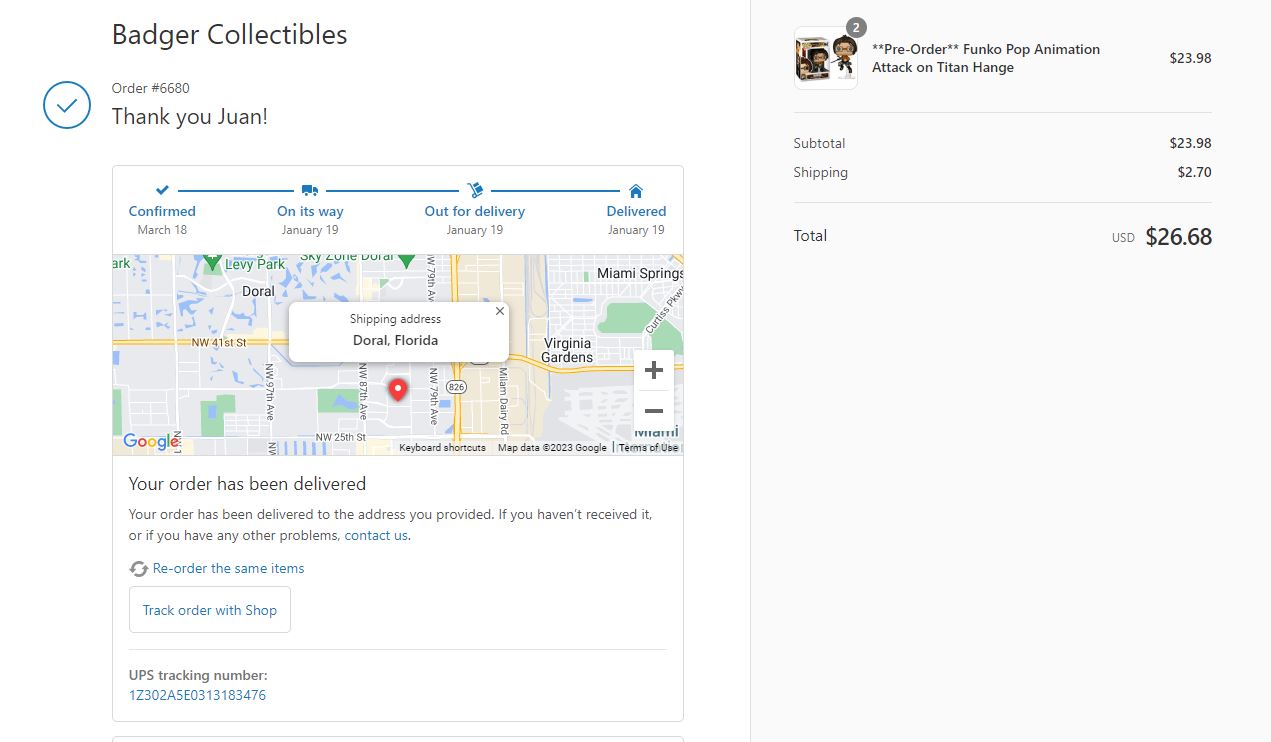 Badger Collectibles
Order #6680
Thank you Juan!
Confirmed
March 18
On its way
January 19
Out for delivery
January 19
Delivered
January 19
ark
Levy Park
Sky Zone Doral
Miami Springs
Doral
Curtiss Pkwy
NW 79th Av
NW 41st St
Virginia
Gardens
Shipping address
Doral, Florida
×
NW 97th Ave
NW 87th Ave
NW 79th Ave
826
Milam Dairy Rd
NW 25th St
Miami
Google
Keyboard shortcuts
Map data ©2023 Google
Terms of Use
Your order has been delivered
Your order has been delivered to the address you provided. If you haven't received it,
or if you have any other problems, contact us.
Re-order the same items
Track order with Shop
UPS tracking number:
1Z302A5E0313183476
2
**Pre-Order** Funko Pop Animation
Attack on Titan Hange
$23.98
Subtotal
$23.98
Shipping
$2.70
Total
USD $26.68